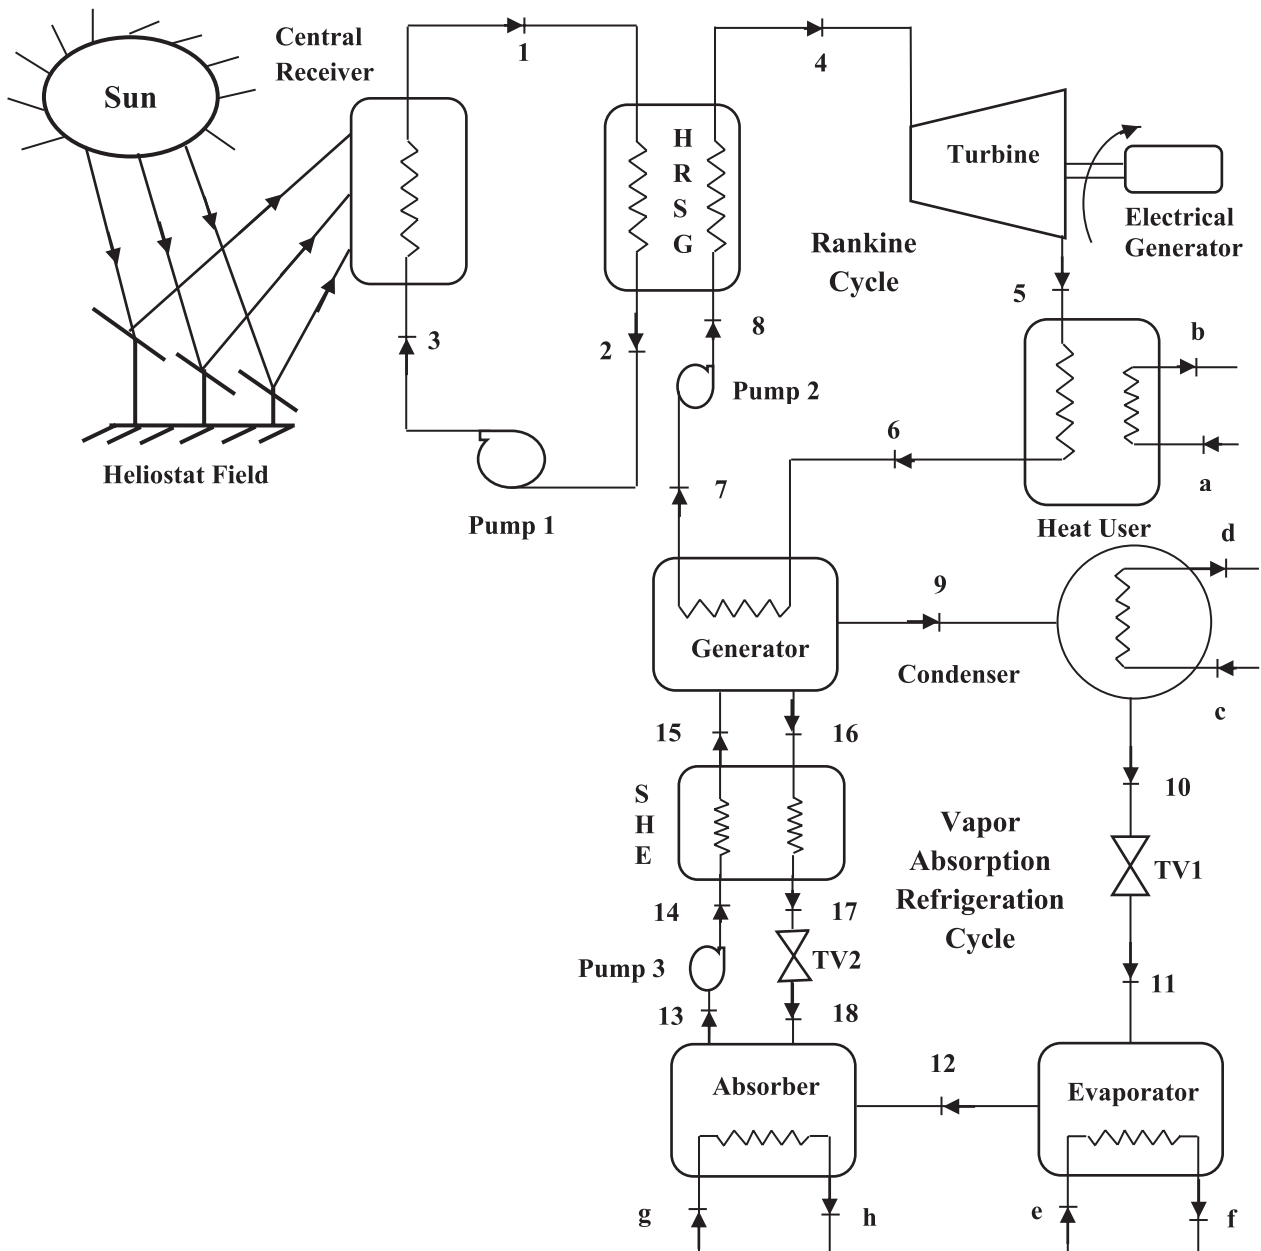 Central
Receiver
Sun
1
4
H
R
S
G
Turbine
Electrical
Generator
Rankine
Cycle
5
3
2
8
b
Pump 2
6
a
Heliostat Field
7
Pump 1
Heat User
d
9
Generator
Condenser
c
15
16
10
S
H
E
Vapor
Absorption
Refrigeration
Cycle
TV1
14
17
Pump 3
TV2
11
13
18
12
Absorber
Evaporator
g
h
e
f